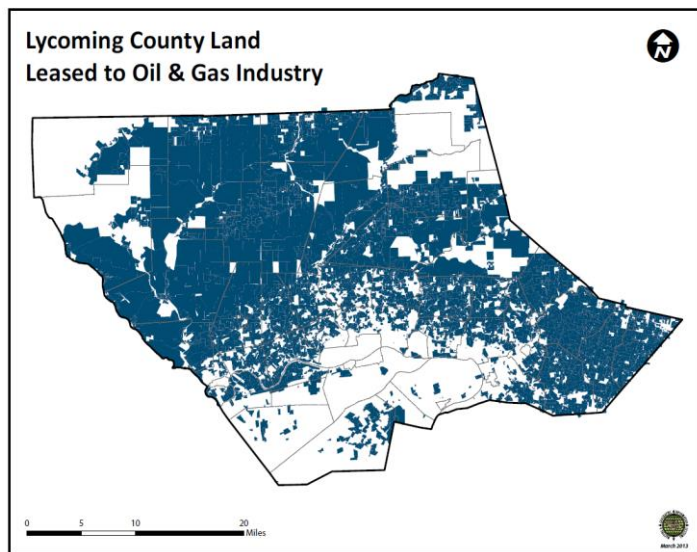 Lycoming County Land
Leased to Oil & Gas Industry
N
0 5 10 20
Miles
March 2013